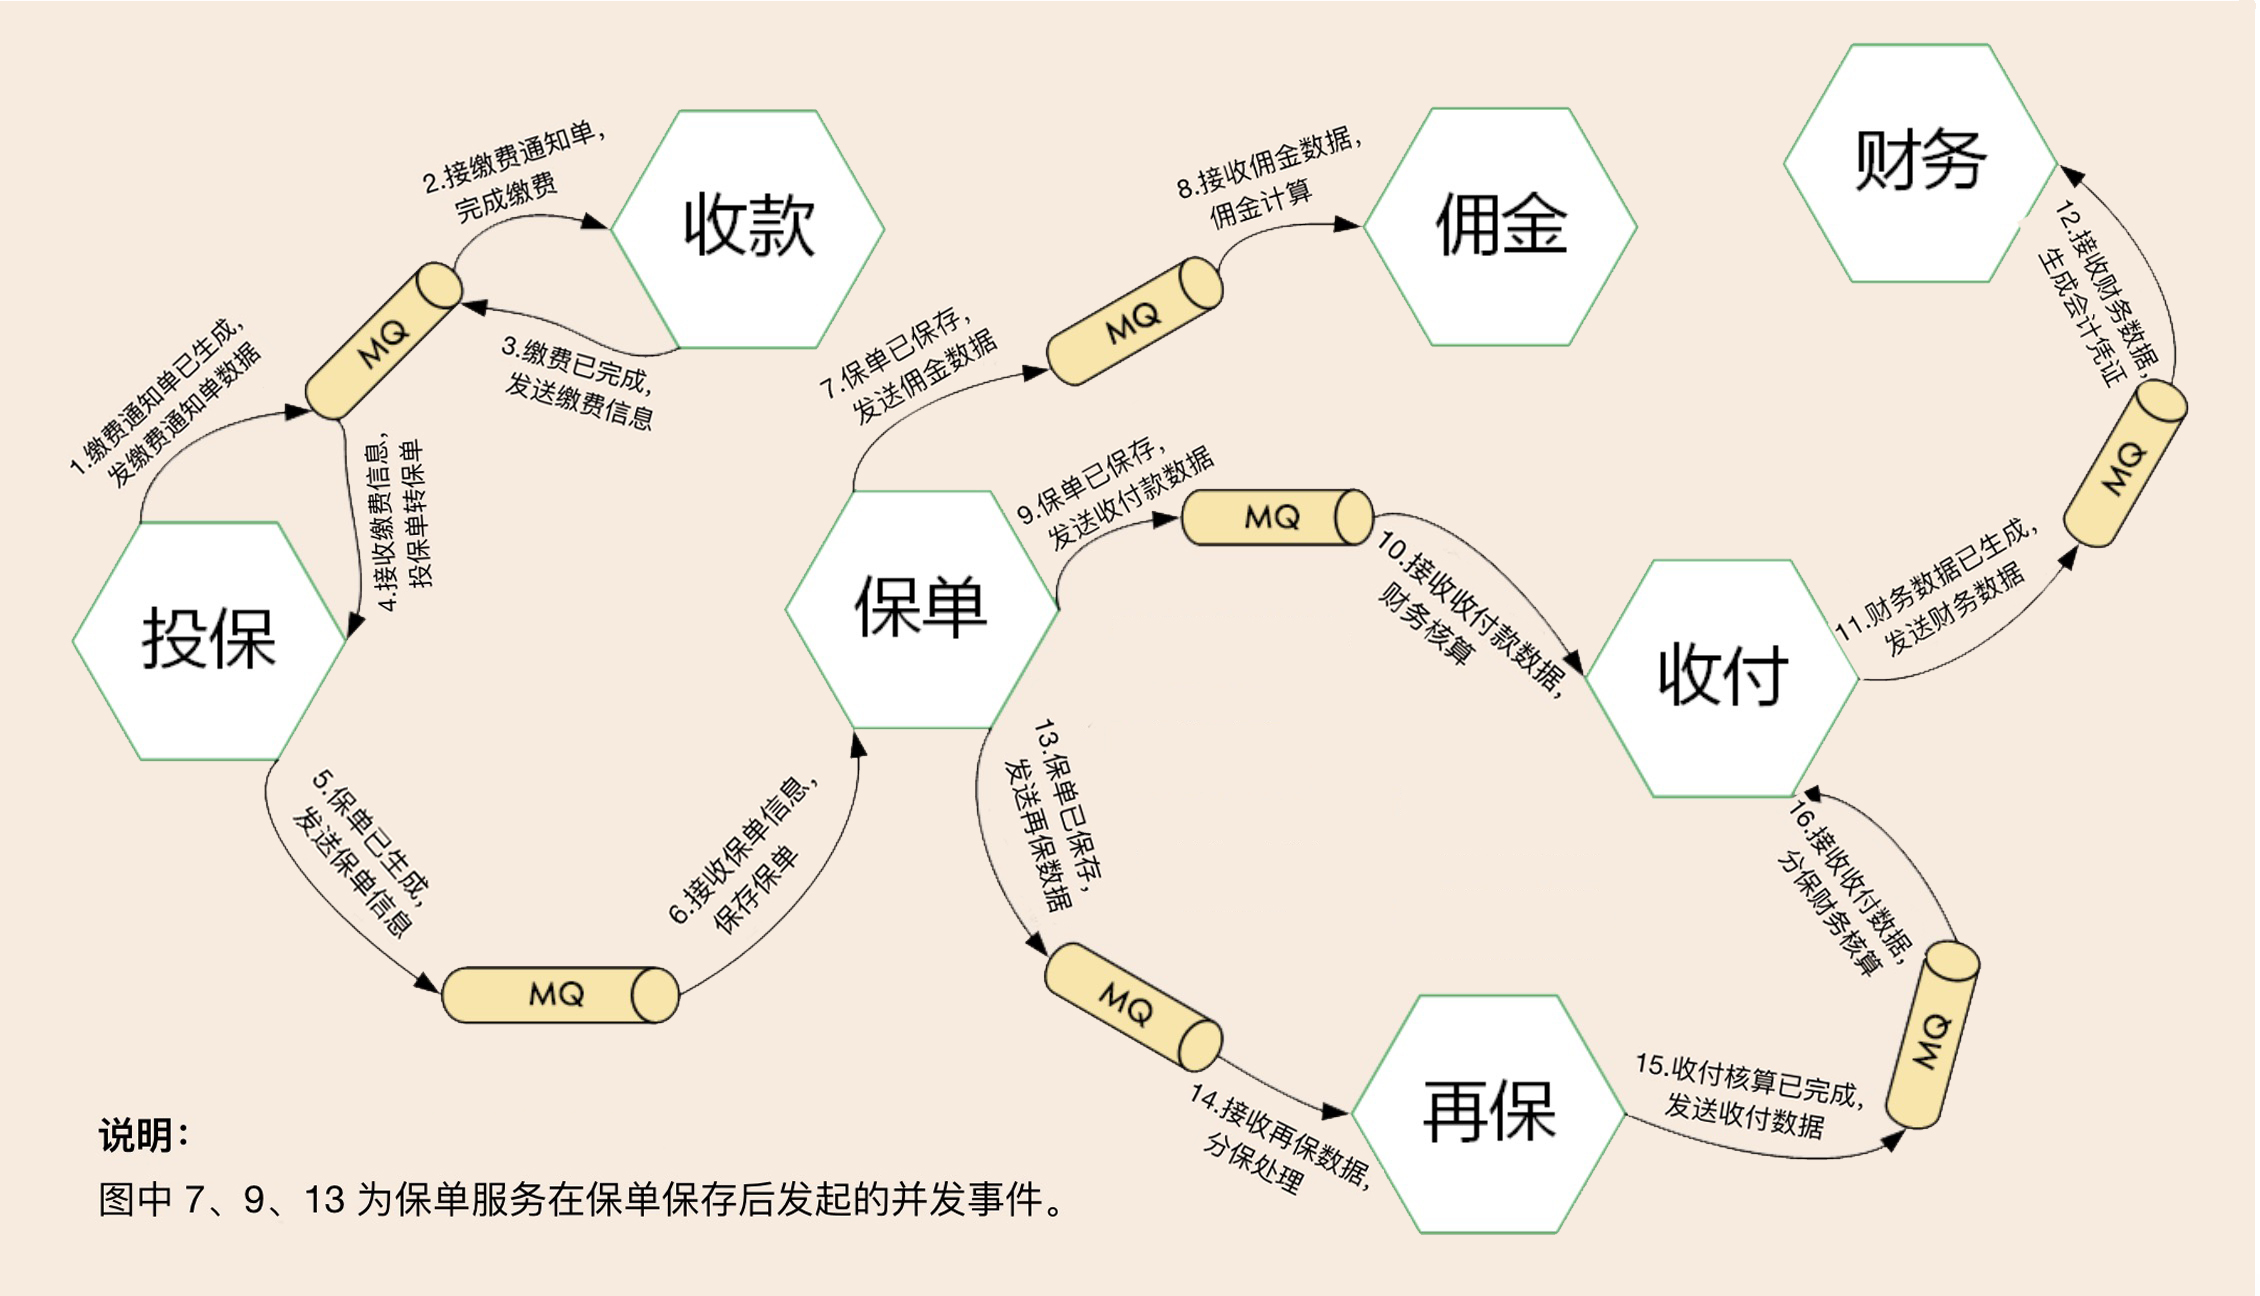 1.缴费通知单已生成,
发缴费通知单数据
MQ
2.接缴费通知单,
完成缴费
收款
3.缴费已完成,
发送缴费信息
4.接收缴费信息,
投保单转保单
投保
5.保单已生成,
发送保单信息
MQ
6.接收保单信息,
保存保单
保单
7.保单已保存,
发送佣金数据
MQ
8.接收佣金数据,
佣金计算
佣金
9.保单已保存,
发送收付款数据
MQ
10.接收收付款数据,
财务核算
收付
11.财务数据已生成,
发送财务数据
MQ
12.接收财务数据,
生成会计凭证
财务
13.保单已保存,
发送再保数据
MQ
14.接收再保数据,
分保处理
再保
15.收付核算已完成,
发送收付数据
MQ
16.接收收付数据,
分保财务核算
说明：
图中 7、9、13 为保单服务在保单保存后发起的并发事件。